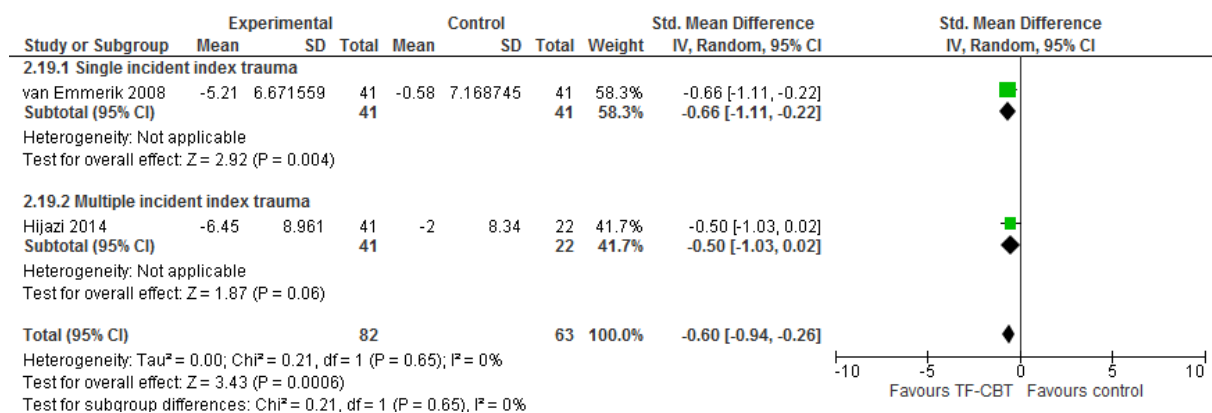 Experimental Control Std. Mean Difference Std. Mean Difference
Study or Subgroup Mean SD Total Mean SD Total Weight IV, Random, 95% CI IV, Random, 95% CI
2.19.1 Single incident index trauma
van Emmerik 2008 -5.21 6.671559 41 -0.58 7.168745 41 58.3% -0.66 [-1.11, -0.22]
Subtotal (95% CI) 41 41 58.3% -0.66 [-1.11, -0.22]
Heterogeneity: Not applicable
Test for overall effect: Z = 2.92 (P = 0.004)
2.19.2 Multiple incident index trauma
Hijazi 2014 -6.45 8.961 41 -2 8.34 22 41.7% -0.50 [-1.03, 0.02]
Subtotal (95% CI) 41 22 41.7% -0.50 [-1.03, 0.02]
Heterogeneity: Not applicable
Test for overall effect: Z = 1.87 (P = 0.06)
Total (95% CI) 82 63 100.0% -0.60 [-0.94, -0.26]
Heterogeneity: Tau² = 0.00; Chi² = 0.21, df = 1 (P = 0.65); I² = 0%
Test for overall effect: Z = 3.43 (P = 0.0006)
Test for subgroup differences: Chi² = 0.21, df = 1 (P = 0.65), I² = 0%
-10 -5 0 5 10
Favours TF-CBT Favours control